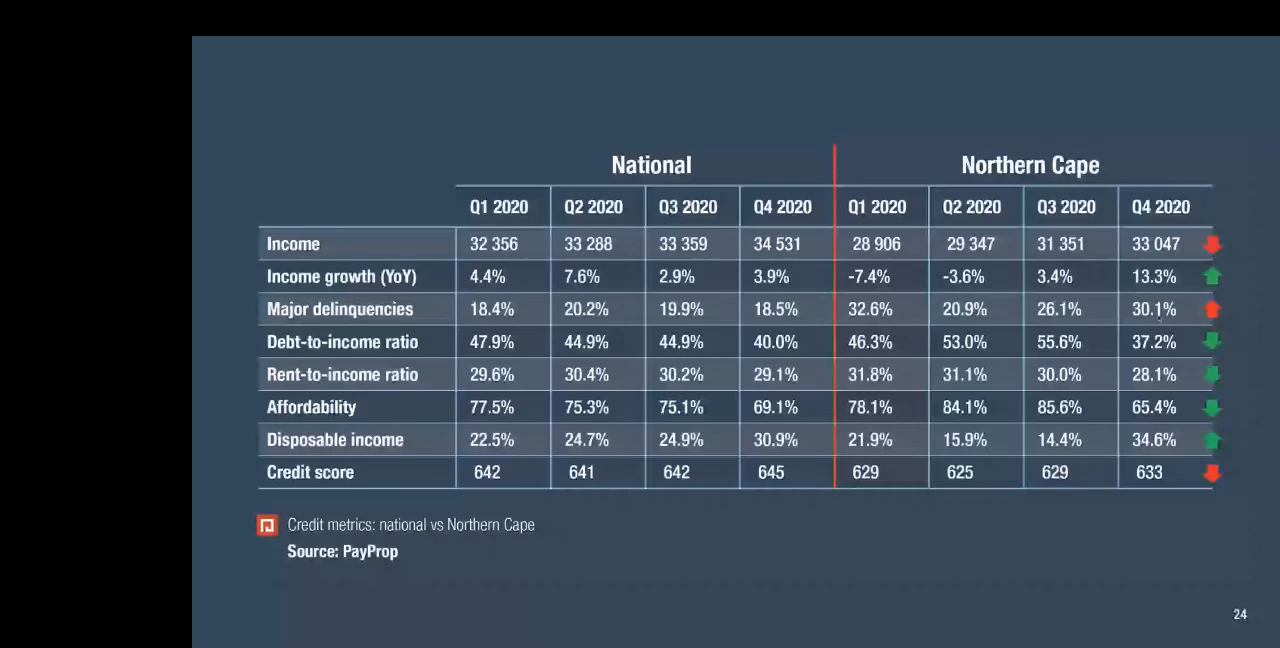 National Northern Cape
Q1 2020 Q2 2020 Q3 2020 Q4 2020 Q1 2020 Q2 2020 Q3 2020 Q4 2020
Income 32 356 33 288 33 359 34 531 28 906 29 347 31 351 33 047
Income growth (YoY) 4.4% 7.6% 2.9% 3.9% -7.4% -3.6% 3.4% 13.3%
Major delinquencies 18.4% 20.2% 19.9% 18.5% 32.6% 20.9% 26.1% 30.1%
Debt-to-income ratio 47.9% 44.9% 44.9% 40.0% 46.3% 53.0% 55.6% 37.2%
Rent-to-income ratio 29.6% 30.4% 30.2% 29.1% 31.8% 31.1% 30.0% 28.1%
Affordability 77.5% 75.3% 75.1% 69.1% 78.1% 84.1% 85.6% 65.4%
Disposable income 22.5% 24.7% 24.9% 30.9% 21.9% 15.9% 14.4% 34.6%
Credit score 642 641 642 645 629 625 629 633
Credit metrics: national vs Northern Cape
Source: PayProp
24